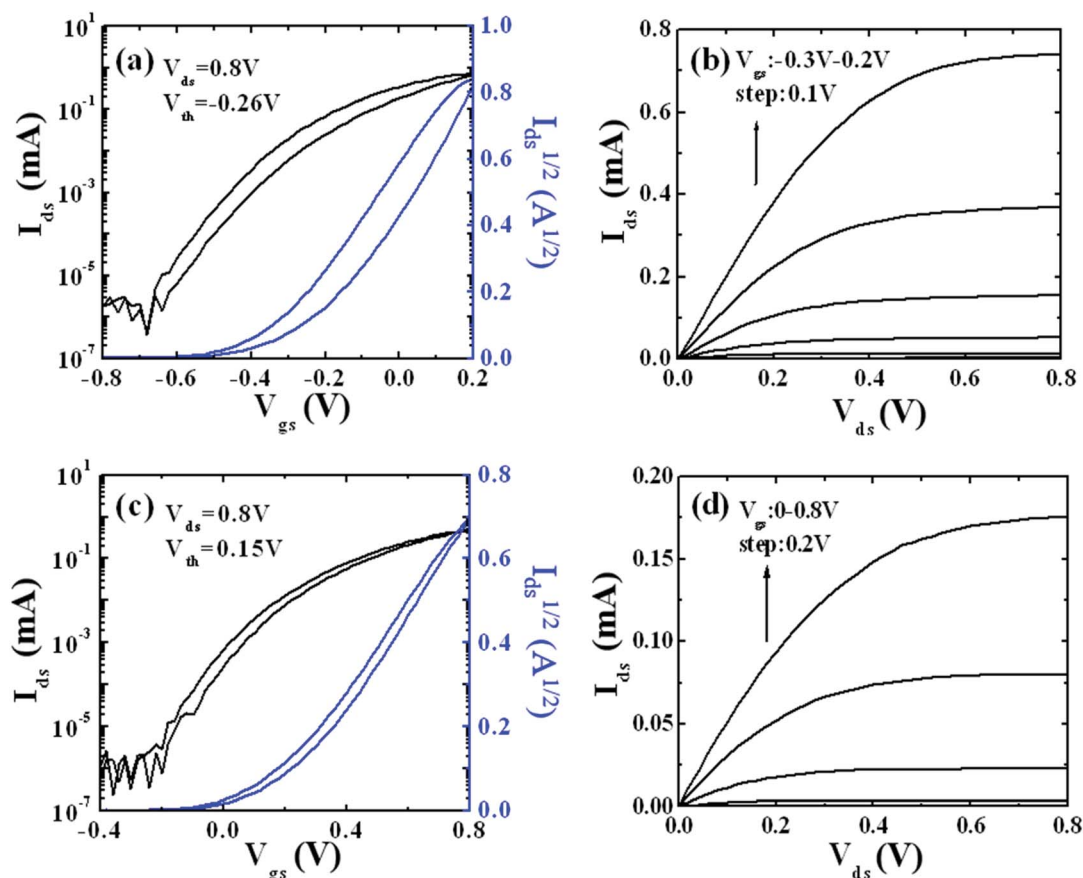 (a)
V_ds=0.8V
V_th=-0.26V
10^1
10^-1
10^-3
10^-5
10^-7
I_ds (mA)
1.0
0.8
0.6
0.4
0.2
0.0
I_ds^1/2 (A^1/2)
-0.8 -0.6 -0.4 -0.2 0.0 0.2
V_gs (V)
(b)
V_gs:-0.3V-0.2V
step:0.1V
0.8
0.6
0.4
0.2
0.0
I_ds (mA)
0.0 0.2 0.4 0.6 0.8
V_ds (V)
(c)
V_ds=0.8V
V_th=0.15V
10^1
10^-1
10^-3
10^-5
10^-7
I_ds (mA)
0.8
0.6
0.4
0.2
0.0
I_ds^1/2 (A^1/2)
-0.4 0.0 0.4 0.8
V_gs (V)
(d)
V_gs:0-0.8V
step:0.2V
0.20
0.15
0.10
0.05
0.00
I_ds (mA)
0.0 0.2 0.4 0.6 0.8
V_ds (V)